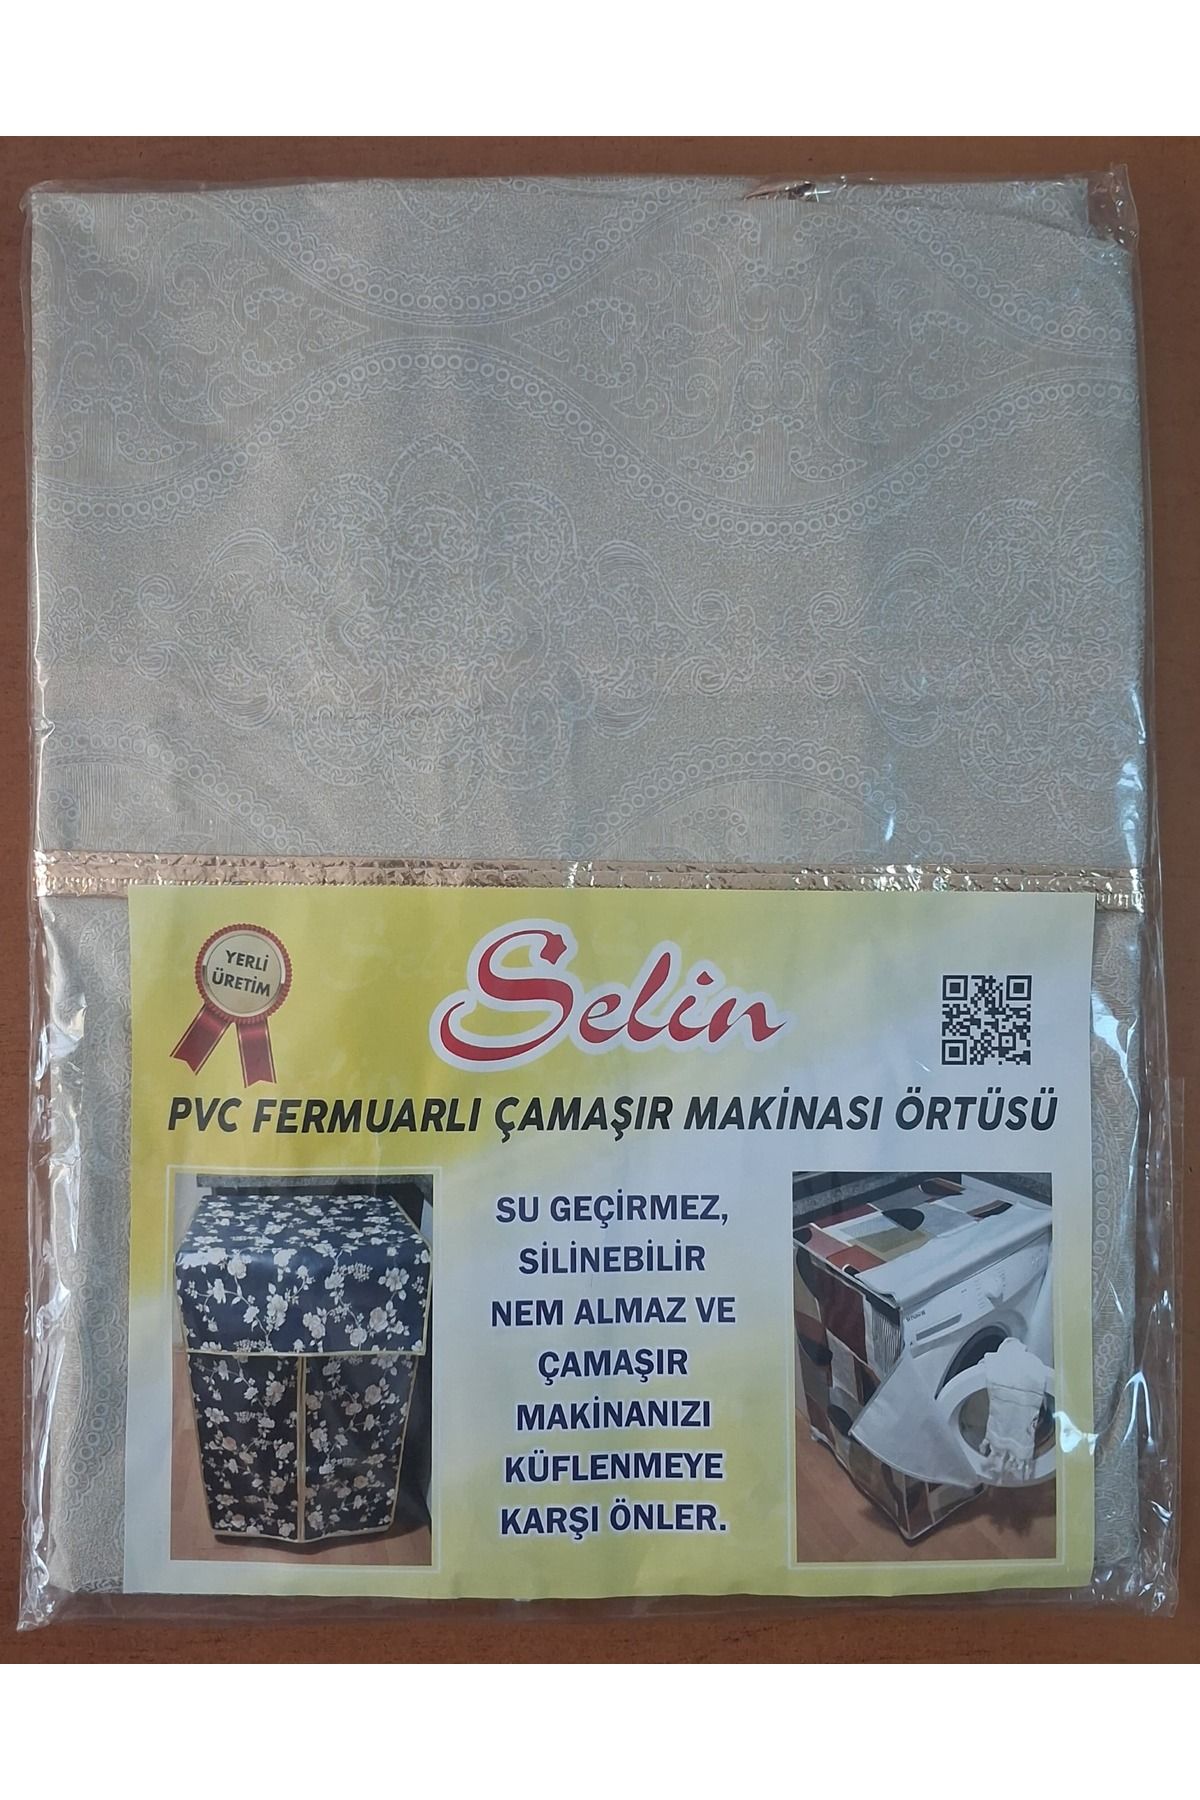 YERLİ
ÜRETİM
Selin
PVC FERMUARLI ÇAMAŞIR MAKİNASI ÖRTÜSÜ
SU GEÇİRMEZ,
SİLİNEBİLİR
NEM ALMAZ VE
ÇAMAŞIR
MAKİNANIZI
KÜFLENMEYE
KARŞI ÖNLER.